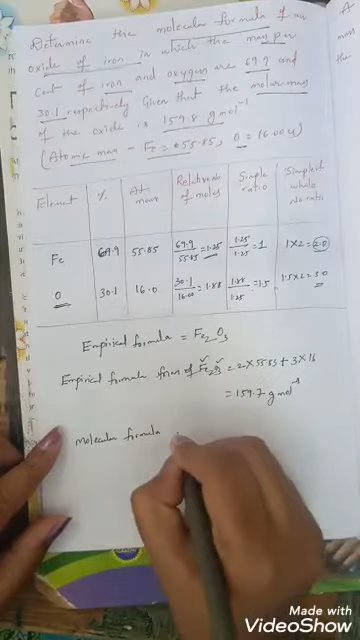 Determine the molecular formula of an
oxide of iron in which the mass per
cent of iron and oxygen are 69.9 and
30.1 respectively Given that the molar mass
of the oxide is 159.8 g mol⁻¹
(Atomic mass - Fe = 55.85, O = 16.00 u)
Element % Ato mass Relative no of moles Simple ratio Simplest whole no. ratio
Fe 69.9 55.85 69.9/55.85 = 1.25 1.25/1.25 = 1 1 x 2 = 2.0
O 30.1 16.0 30.1/16.00 = 1.88 1.88/1.25 = 1.5 1.5 x 2 = 3.0
Empirical formula = Fe₂O₃
Empirical formula of Fe₂O₃ = 2 x 55.85 + 3 x 16
= 159.7 g mol⁻¹
Molecular formula
Made with
VideoShow